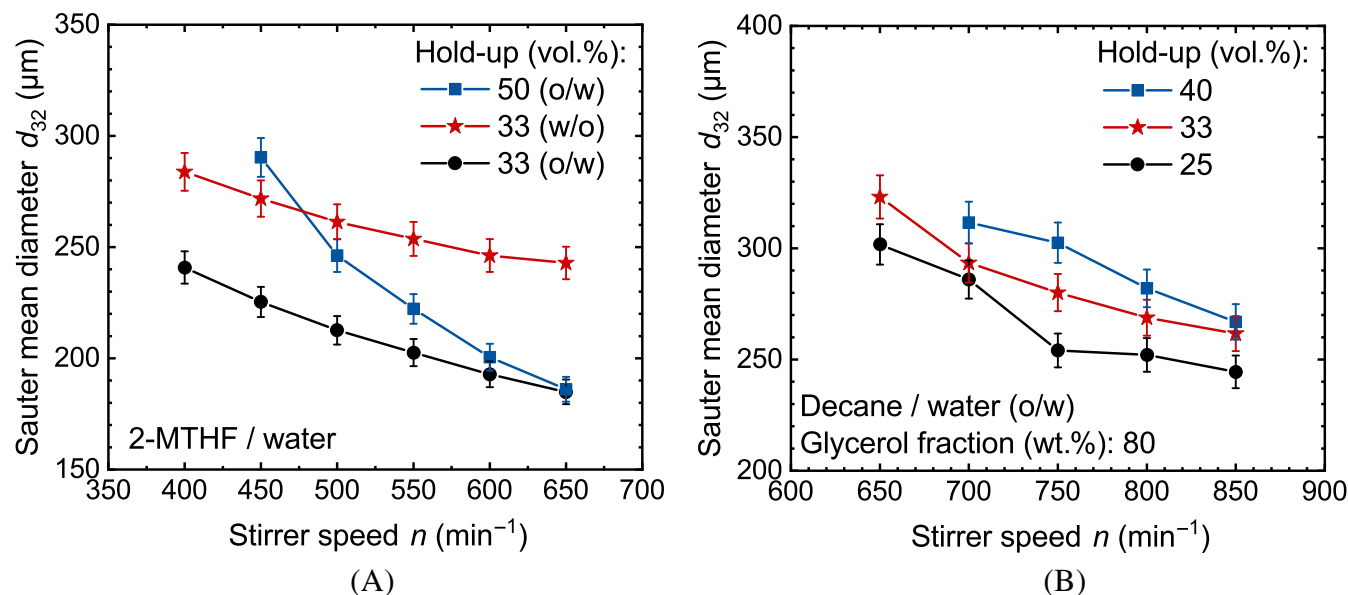 350
300
250
200
150
Sauter mean diameter d32 (µm)
Hold-up (vol.%):
50 (o/w)
33 (w/o)
33 (o/w)
2-MTHF / water
350 400 450 500 550 600 650 700
Stirrer speed n (min−1)
(A)
400
350
300
250
200
Sauter mean diameter d32 (µm)
Hold-up (vol.%):
40
33
25
Decane / water (o/w)
Glycerol fraction (wt.%): 80
600 650 700 750 800 850 900
Stirrer speed n (min−1)
(B)